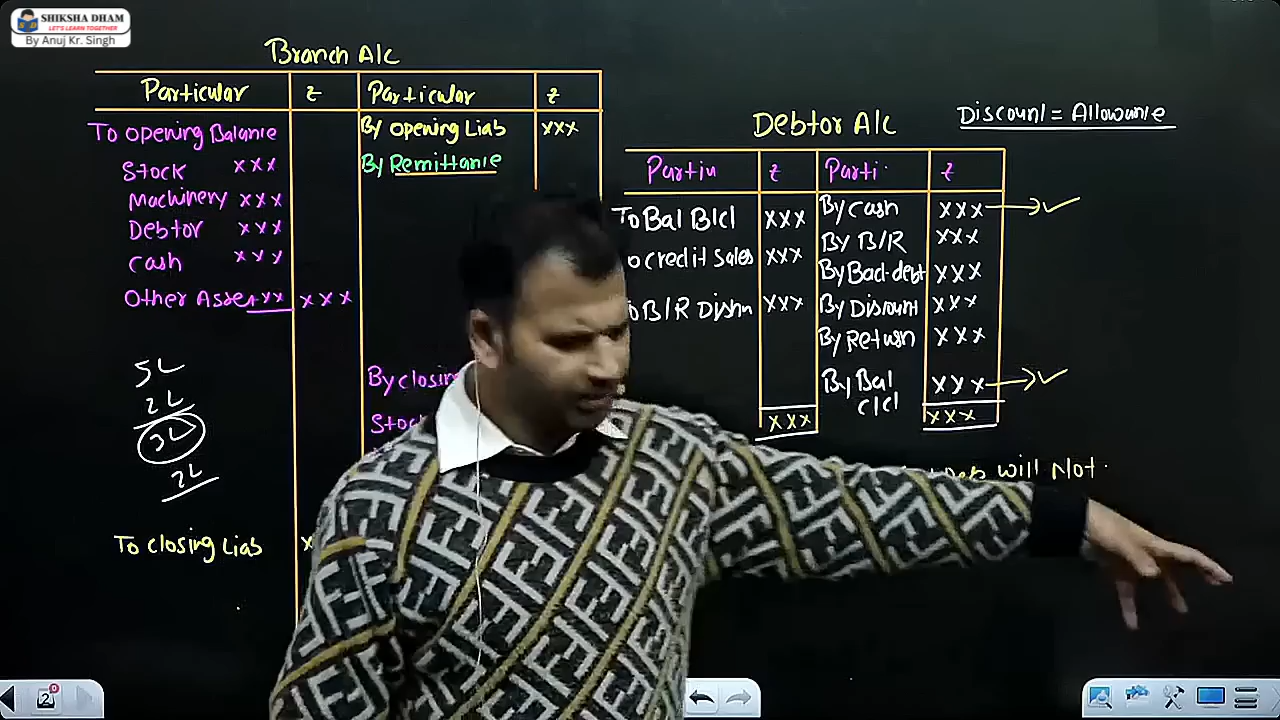 SHIKSHA DHAM
LET'S LEARN TOGETHER
By Anuj Kr. Singh
Branch A/c
Particular ₹ Particular ₹
To Opening Balance
Stock xxx
Machinery xxx
Debtor xxx
Cash xxx
Other Asset xx xxx
5L
2L
3L
2L
To Closing Liab
By Opening Liab xxx
By Remittance
By closin
Stoc
Discount = Allowance
Debtor A/c
₹ Parti. ₹
To Bal B/d xxx By Cash xxx
o Credit Sales xxx By B/R xxx
By Bad-debt xxx
o B/R Dishn xxx By Discount xxx
By Return xxx
By Bal c/d xxx
xxx xxx
will Not
2